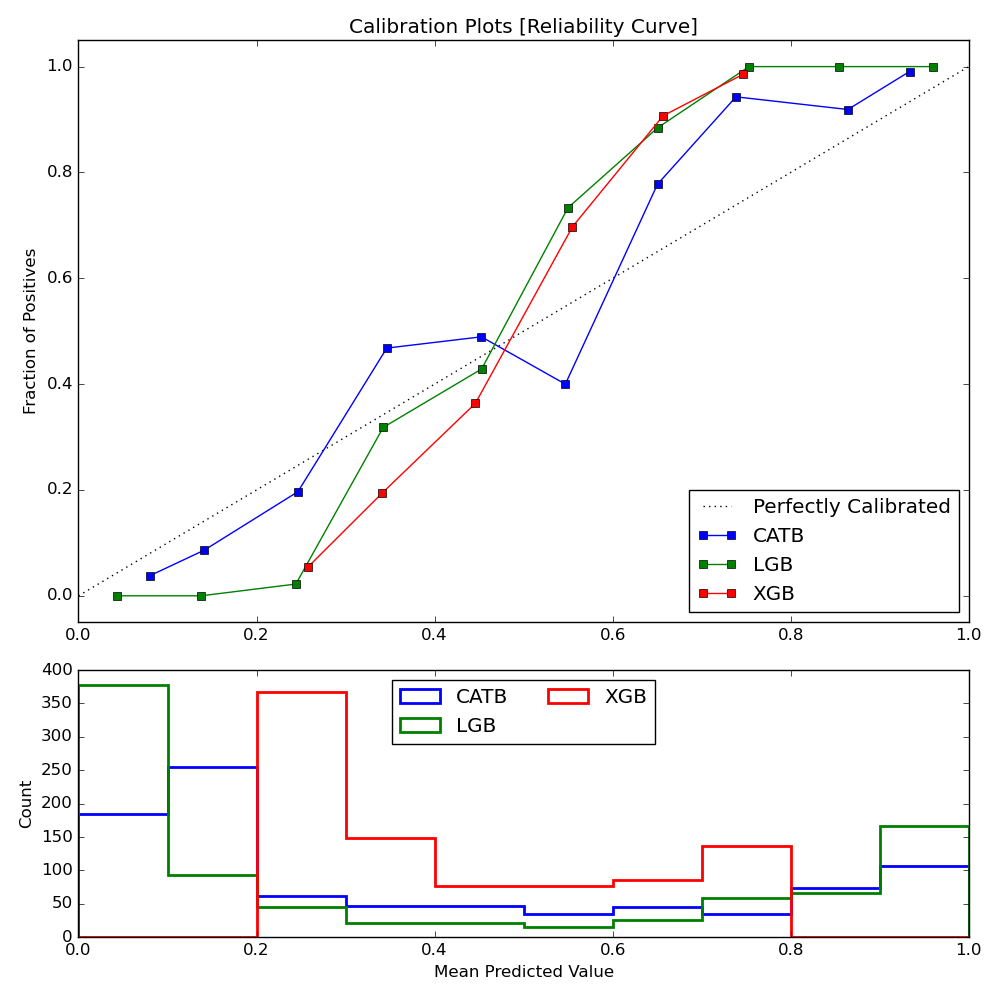 Calibration Plots [Reliability Curve]
1.0
0.8
0.6
0.4
0.2
0.0
Fraction of Positives
Perfectly Calibrated
CATB
LGB
XGB
0.0 0.2 0.4 0.6 0.8 1.0
400
350
300
250
200
150
100
50
0
Count
CATB XGB
LGB
0.0 0.2 0.4 0.6 0.8 1.0
Mean Predicted Value